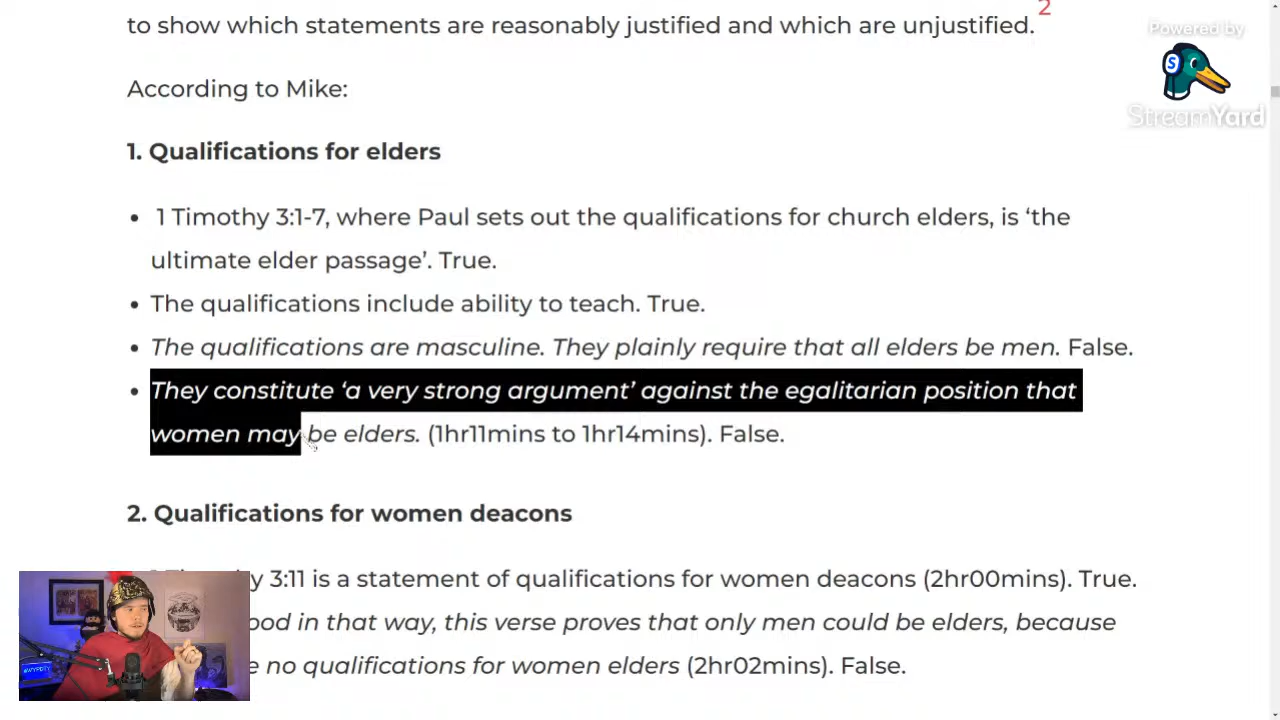 to show which statements are reasonably justified and which are unjustified.2
Powered by
S
StreamYard
According to Mike:
1. Qualifications for elders
• 1 Timothy 3:1-7, where Paul sets out the qualifications for church elders, is ‘the
ultimate elder passage’. True.
• The qualifications include ability to teach. True.
• The qualifications are masculine. They plainly require that all elders be men. False.
• They constitute ‘a very strong argument’ against the egalitarian position that
women may be elders. (1hr11mins to 1hr14mins). False.
2. Qualifications for women deacons
3:11 is a statement of qualifications for women deacons (2hr00mins). True.
in that way, this verse proves that only men could be elders, because
no qualifications for women elders (2hr02mins). False.